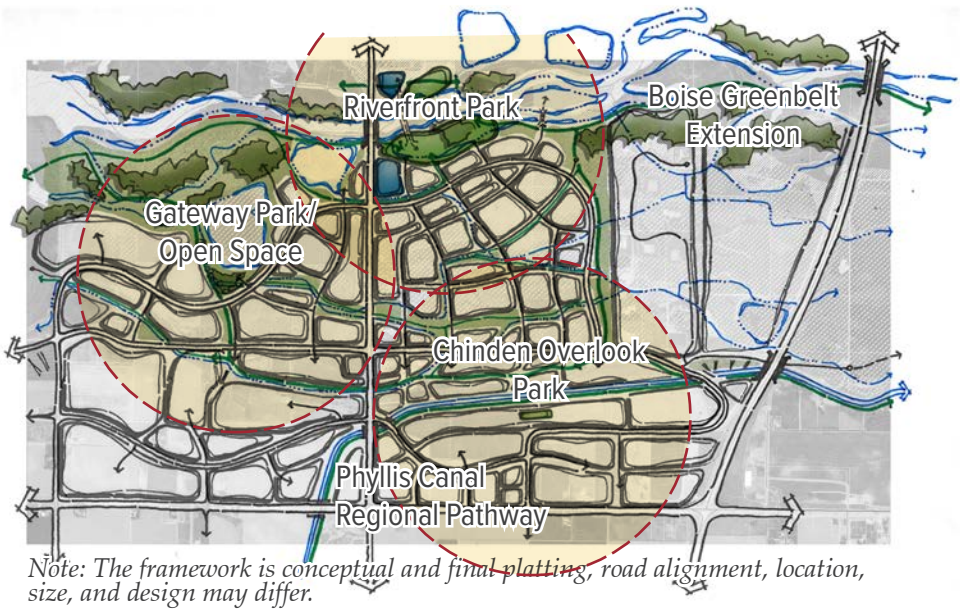 Riverfront Park
Boise Greenbelt
Extension
Gateway Park/
Open Space
Chinden Overlook
Park
Phyllis Canal
Regional Pathway
Note: The framework is conceptual and final platting, road alignment, location,
size, and design may differ.